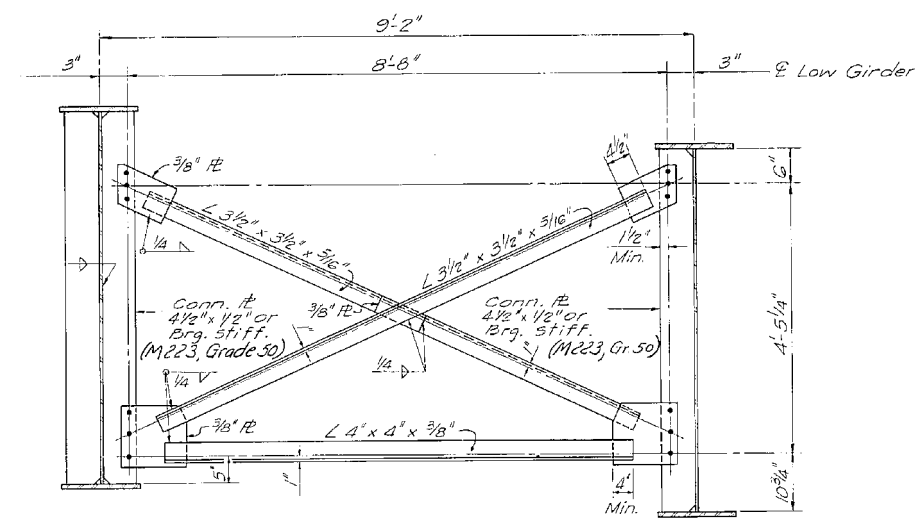 9'-2"
3"
8'-8"
3"
℄ Low Girder
3/8" ℞
4 1/2"
6"
L 3 1/2" x 3 1/2" x 5/16"
L 3 1/2" x 3 1/2" x 5/16"
1/4
1 1/2"
Min.
Conn. ℞
4 1/2" x 1/2" or
Brg. Stiff.
(M223, Grade 50)
3/8" ℞
Conn. ℞
4 1/2" x 1/2" or
Brg. Stiff.
(M223, Gr. 50)
4'-5 1/4"
1"
1"
1/4
1/4
3/8" ℞
L 4" x 4" x 3/8"
5"
1"
4"
Min.
10 3/4"